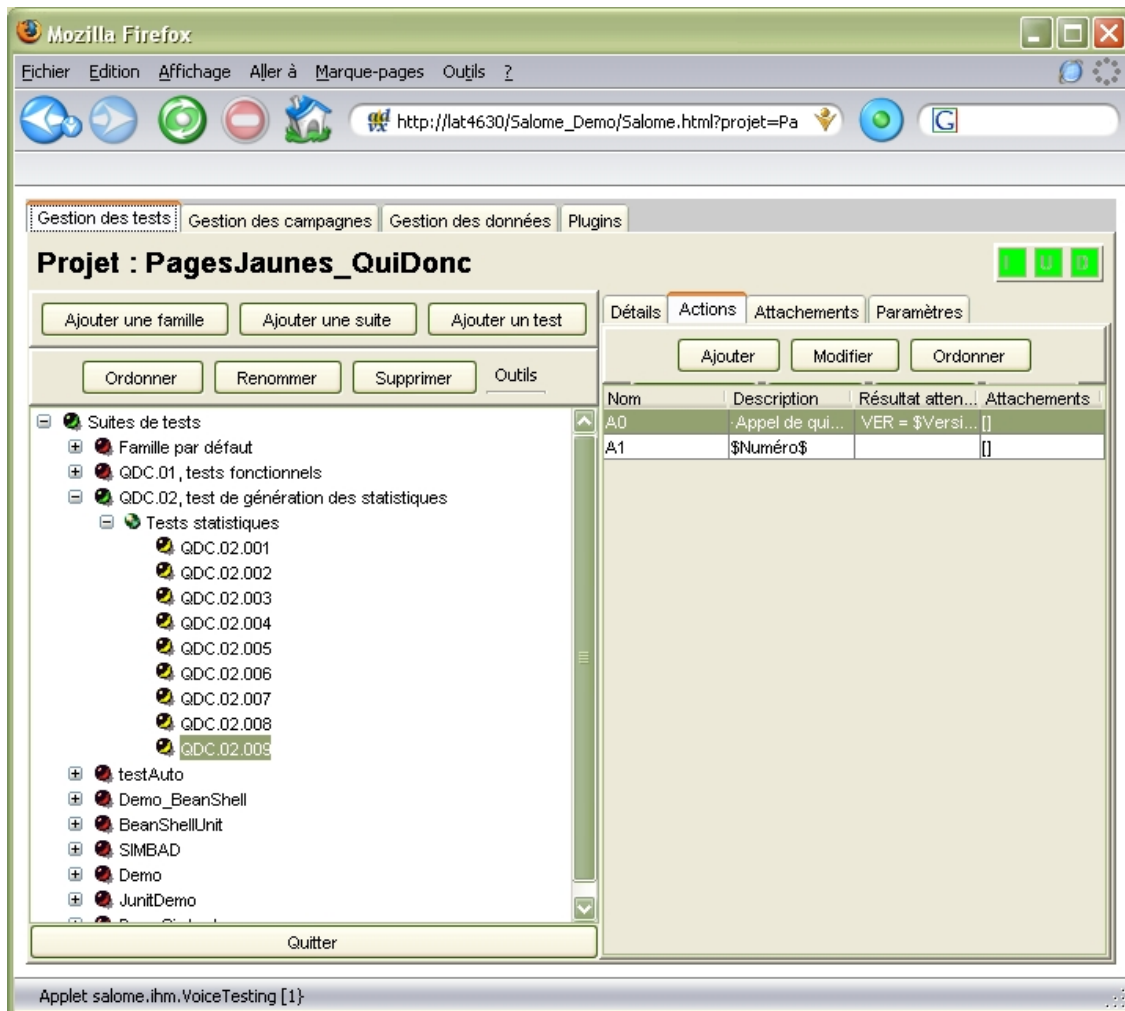 Mozilla Firefox
Fichier Edition Affichage Aller à Marque-pages Outils ?
http://lat4630/Salome_Demo/Salome.html?projet=Pa
G
Gestion des tests Gestion des campagnes Gestion des données Plugins
Projet : PagesJaunes_QuiDonc
I U D
Ajouter une famille Ajouter une suite Ajouter un test
Ordonner Renommer Supprimer Outils
Suites de tests
Famille par défaut
QDC.01, tests fonctionnels
QDC.02, test de génération des statistiques
Tests statistiques
QDC.02.001
QDC.02.002
QDC.02.003
QDC.02.004
QDC.02.005
QDC.02.006
QDC.02.007
QDC.02.008
QDC.02.009
testAuto
Demo_BeanShell
BeanShellUnit
SIMBAD
Demo
JunitDemo
Quitter
Détails Actions Attachements Paramètres
Ajouter Modifier Ordonner
Nom Description Résultat atten... Attachements
A0 -Appel de qui... VER = $Versi... []
A1 $Numéro$ []
Applet salome.ihm.VoiceTesting [1}